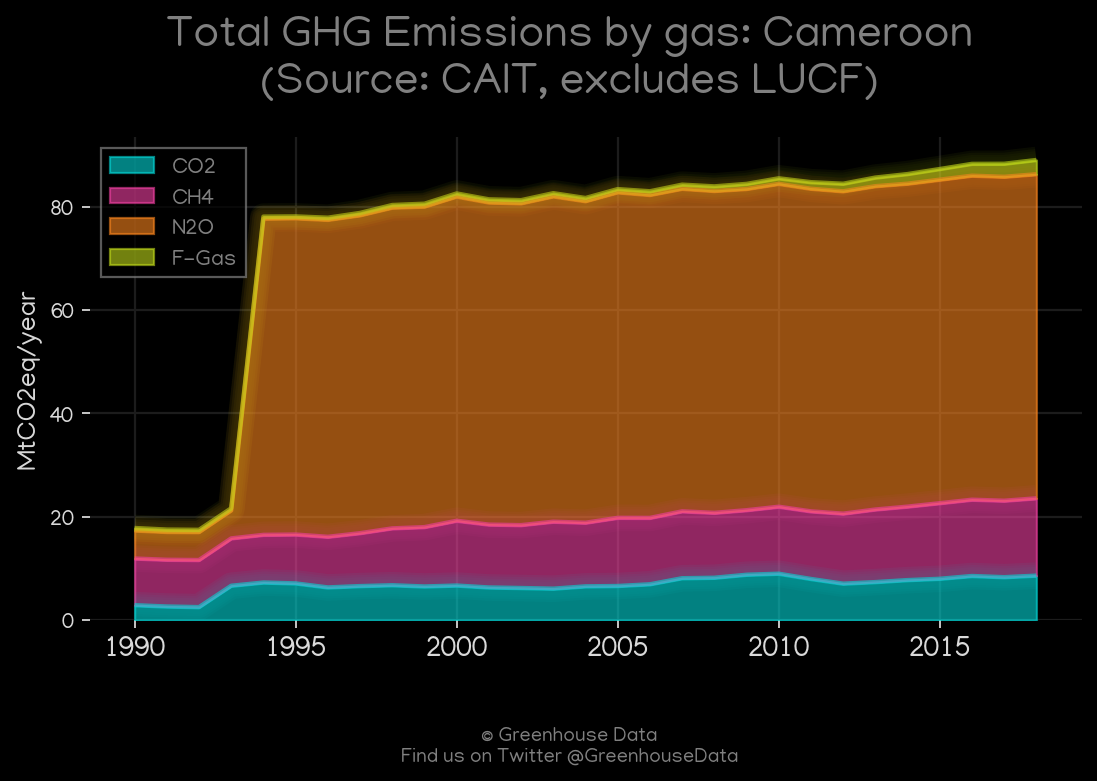 Total GHG Emissions by gas: Cameroon
(Source: CAIT, excludes LUCF)
CO2
CH4
N2O
F-Gas
MtCO2eq/year
80
60
40
20
0
1990 1995 2000 2005 2010 2015
© Greenhouse Data
Find us on Twitter @GreenhouseData